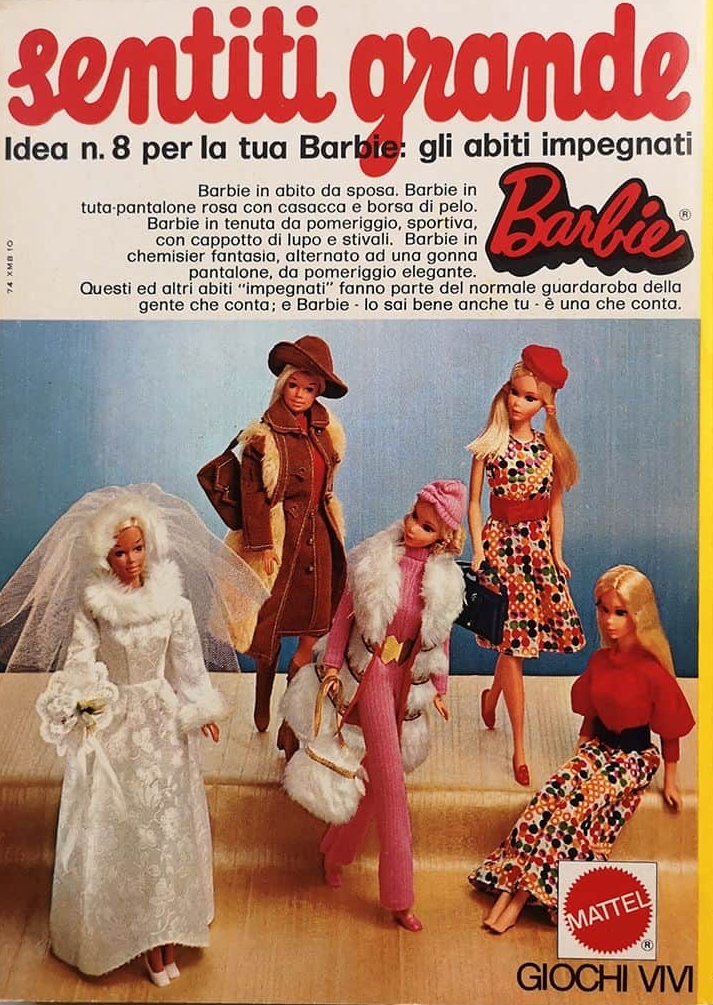 sentiti grande
Idea n. 8 per la tua Barbie: gli abiti impegnati
Barbie in abito da sposa. Barbie in
tuta-pantalone rosa con casacca e borsa di pelo.
Barbie in tenuta da pomeriggio, sportiva,
con cappotto di lupo e stivali. Barbie in
chemisier fantasia, alternato ad una gonna
pantalone, da pomeriggio elegante.
Questi ed altri abiti "impegnati" fanno parte del normale guardaroba della
gente che conta; e Barbie - lo sai bene anche tu - è una che conta.
Barbie ®
74 XMB 10
MATTEL ®
GIOCHI VIVI